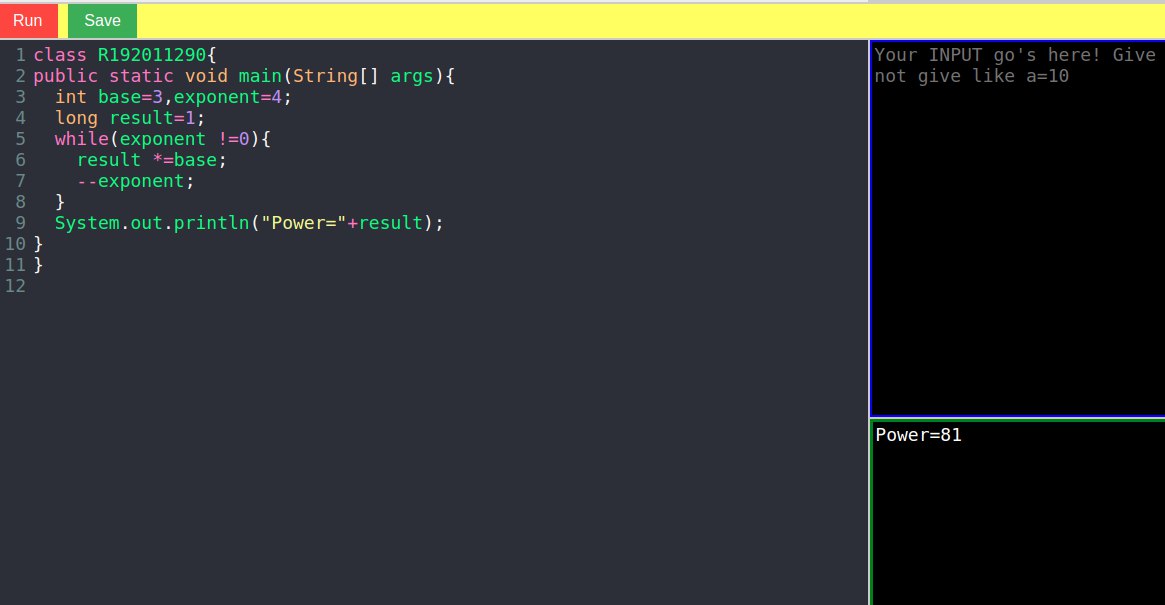 Run Save
1 class R192011290{
2 public static void main(String[] args){
3   int base=3,exponent=4;
4   long result=1;
5   while(exponent !=0){
6     result *=base;
7     --exponent;
8   }
9   System.out.println("Power="+result);
10 }
11 }
12
Your INPUT go's here! Give
not give like a=10
Power=81